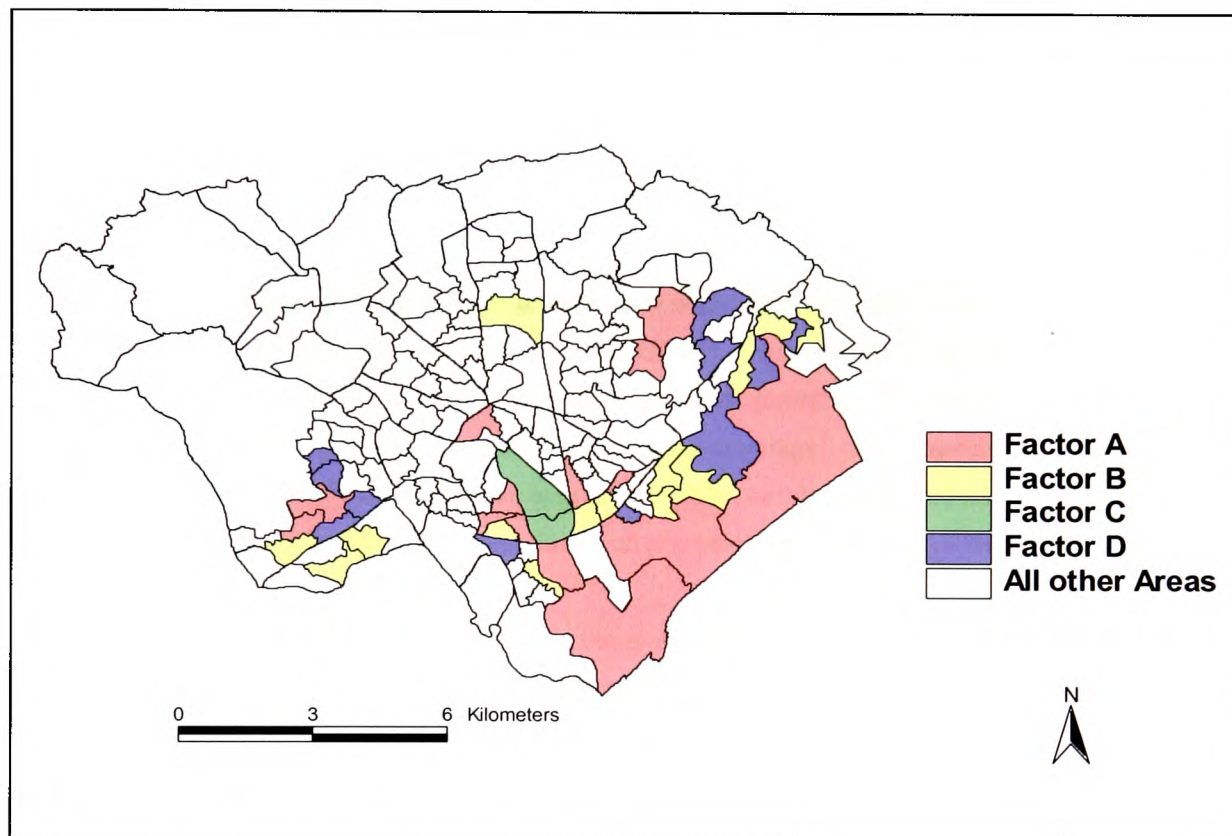 Factor A
Factor B
Factor C
Factor D
All other Areas
0 3 6 Kilometers
N